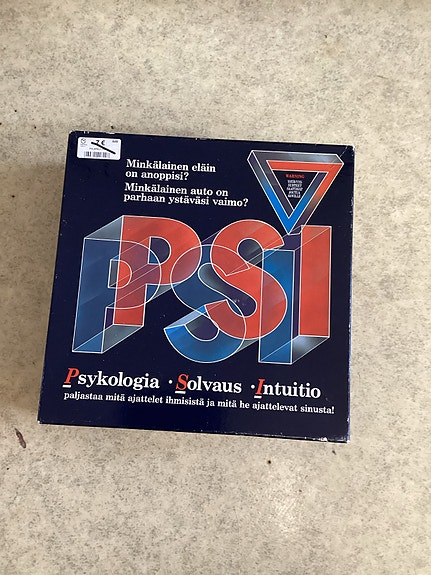 7 €
Minkälainen eläin
on anoppisi?
Minkälainen auto on
parhaan ystäväsi vaimo?
WARNING
PSI
Psykologia · Solvaus · Intuitio
paljastaa mitä ajattelet ihmisistä ja mitä he ajattelevat sinusta!